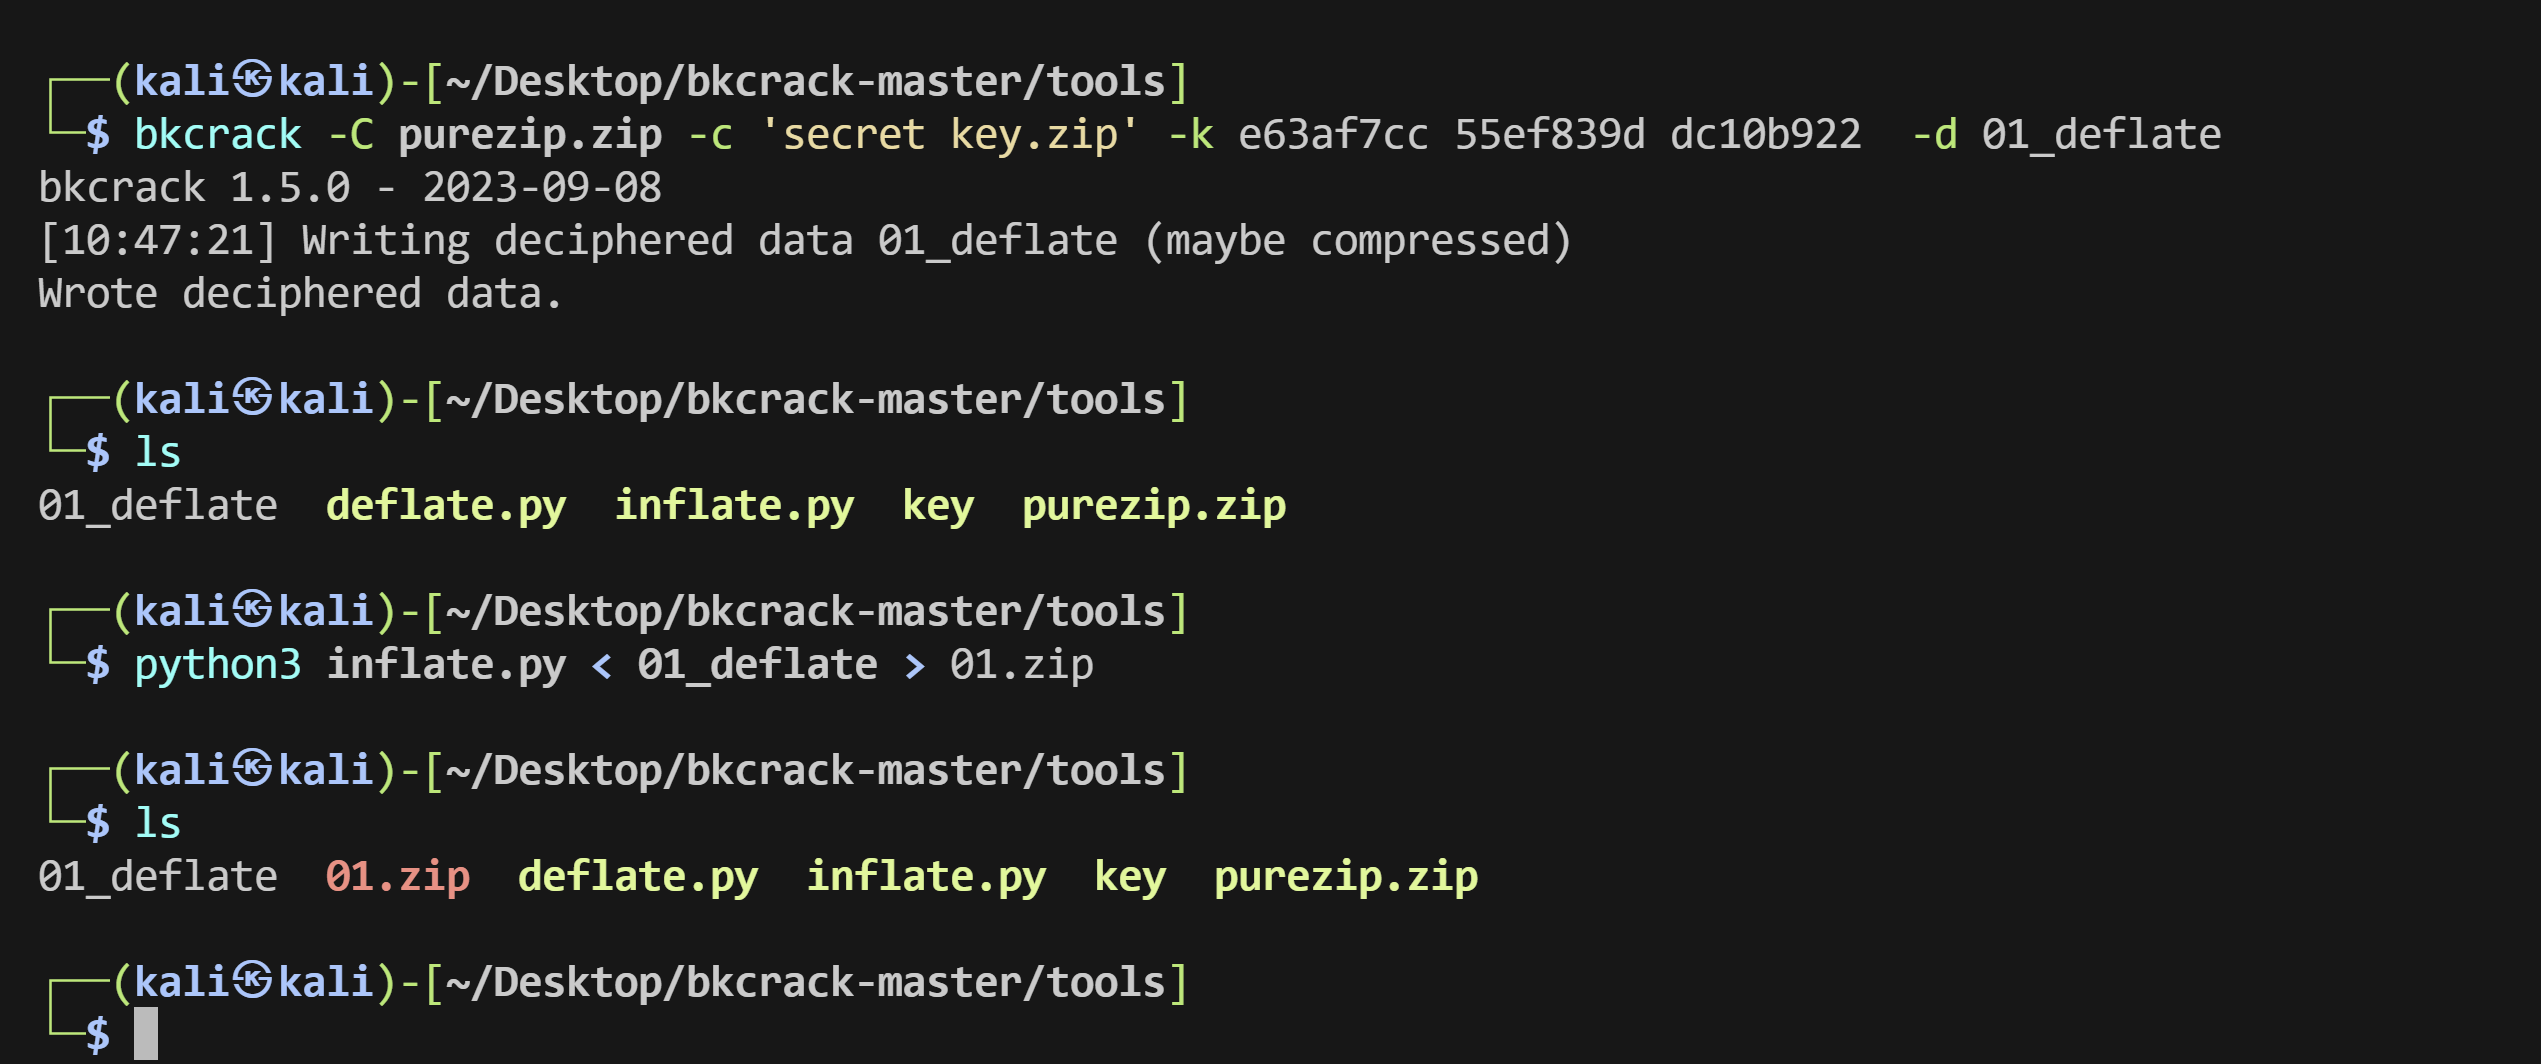 ┌──(kali㉿kali)-[~/Desktop/bkcrack-master/tools]
└─$ bkcrack -C purezip.zip -c 'secret key.zip' -k e63af7cc 55ef839d dc10b922  -d 01_deflate
bkcrack 1.5.0 - 2023-09-08
[10:47:21] Writing deciphered data 01_deflate (maybe compressed)
Wrote deciphered data.
┌──(kali㉿kali)-[~/Desktop/bkcrack-master/tools]
└─$ ls
01_deflate  deflate.py  inflate.py  key  purezip.zip
┌──(kali㉿kali)-[~/Desktop/bkcrack-master/tools]
└─$ python3 inflate.py < 01_deflate > 01.zip
┌──(kali㉿kali)-[~/Desktop/bkcrack-master/tools]
└─$ ls
01_deflate  01.zip  deflate.py  inflate.py  key  purezip.zip
┌──(kali㉿kali)-[~/Desktop/bkcrack-master/tools]
└─$